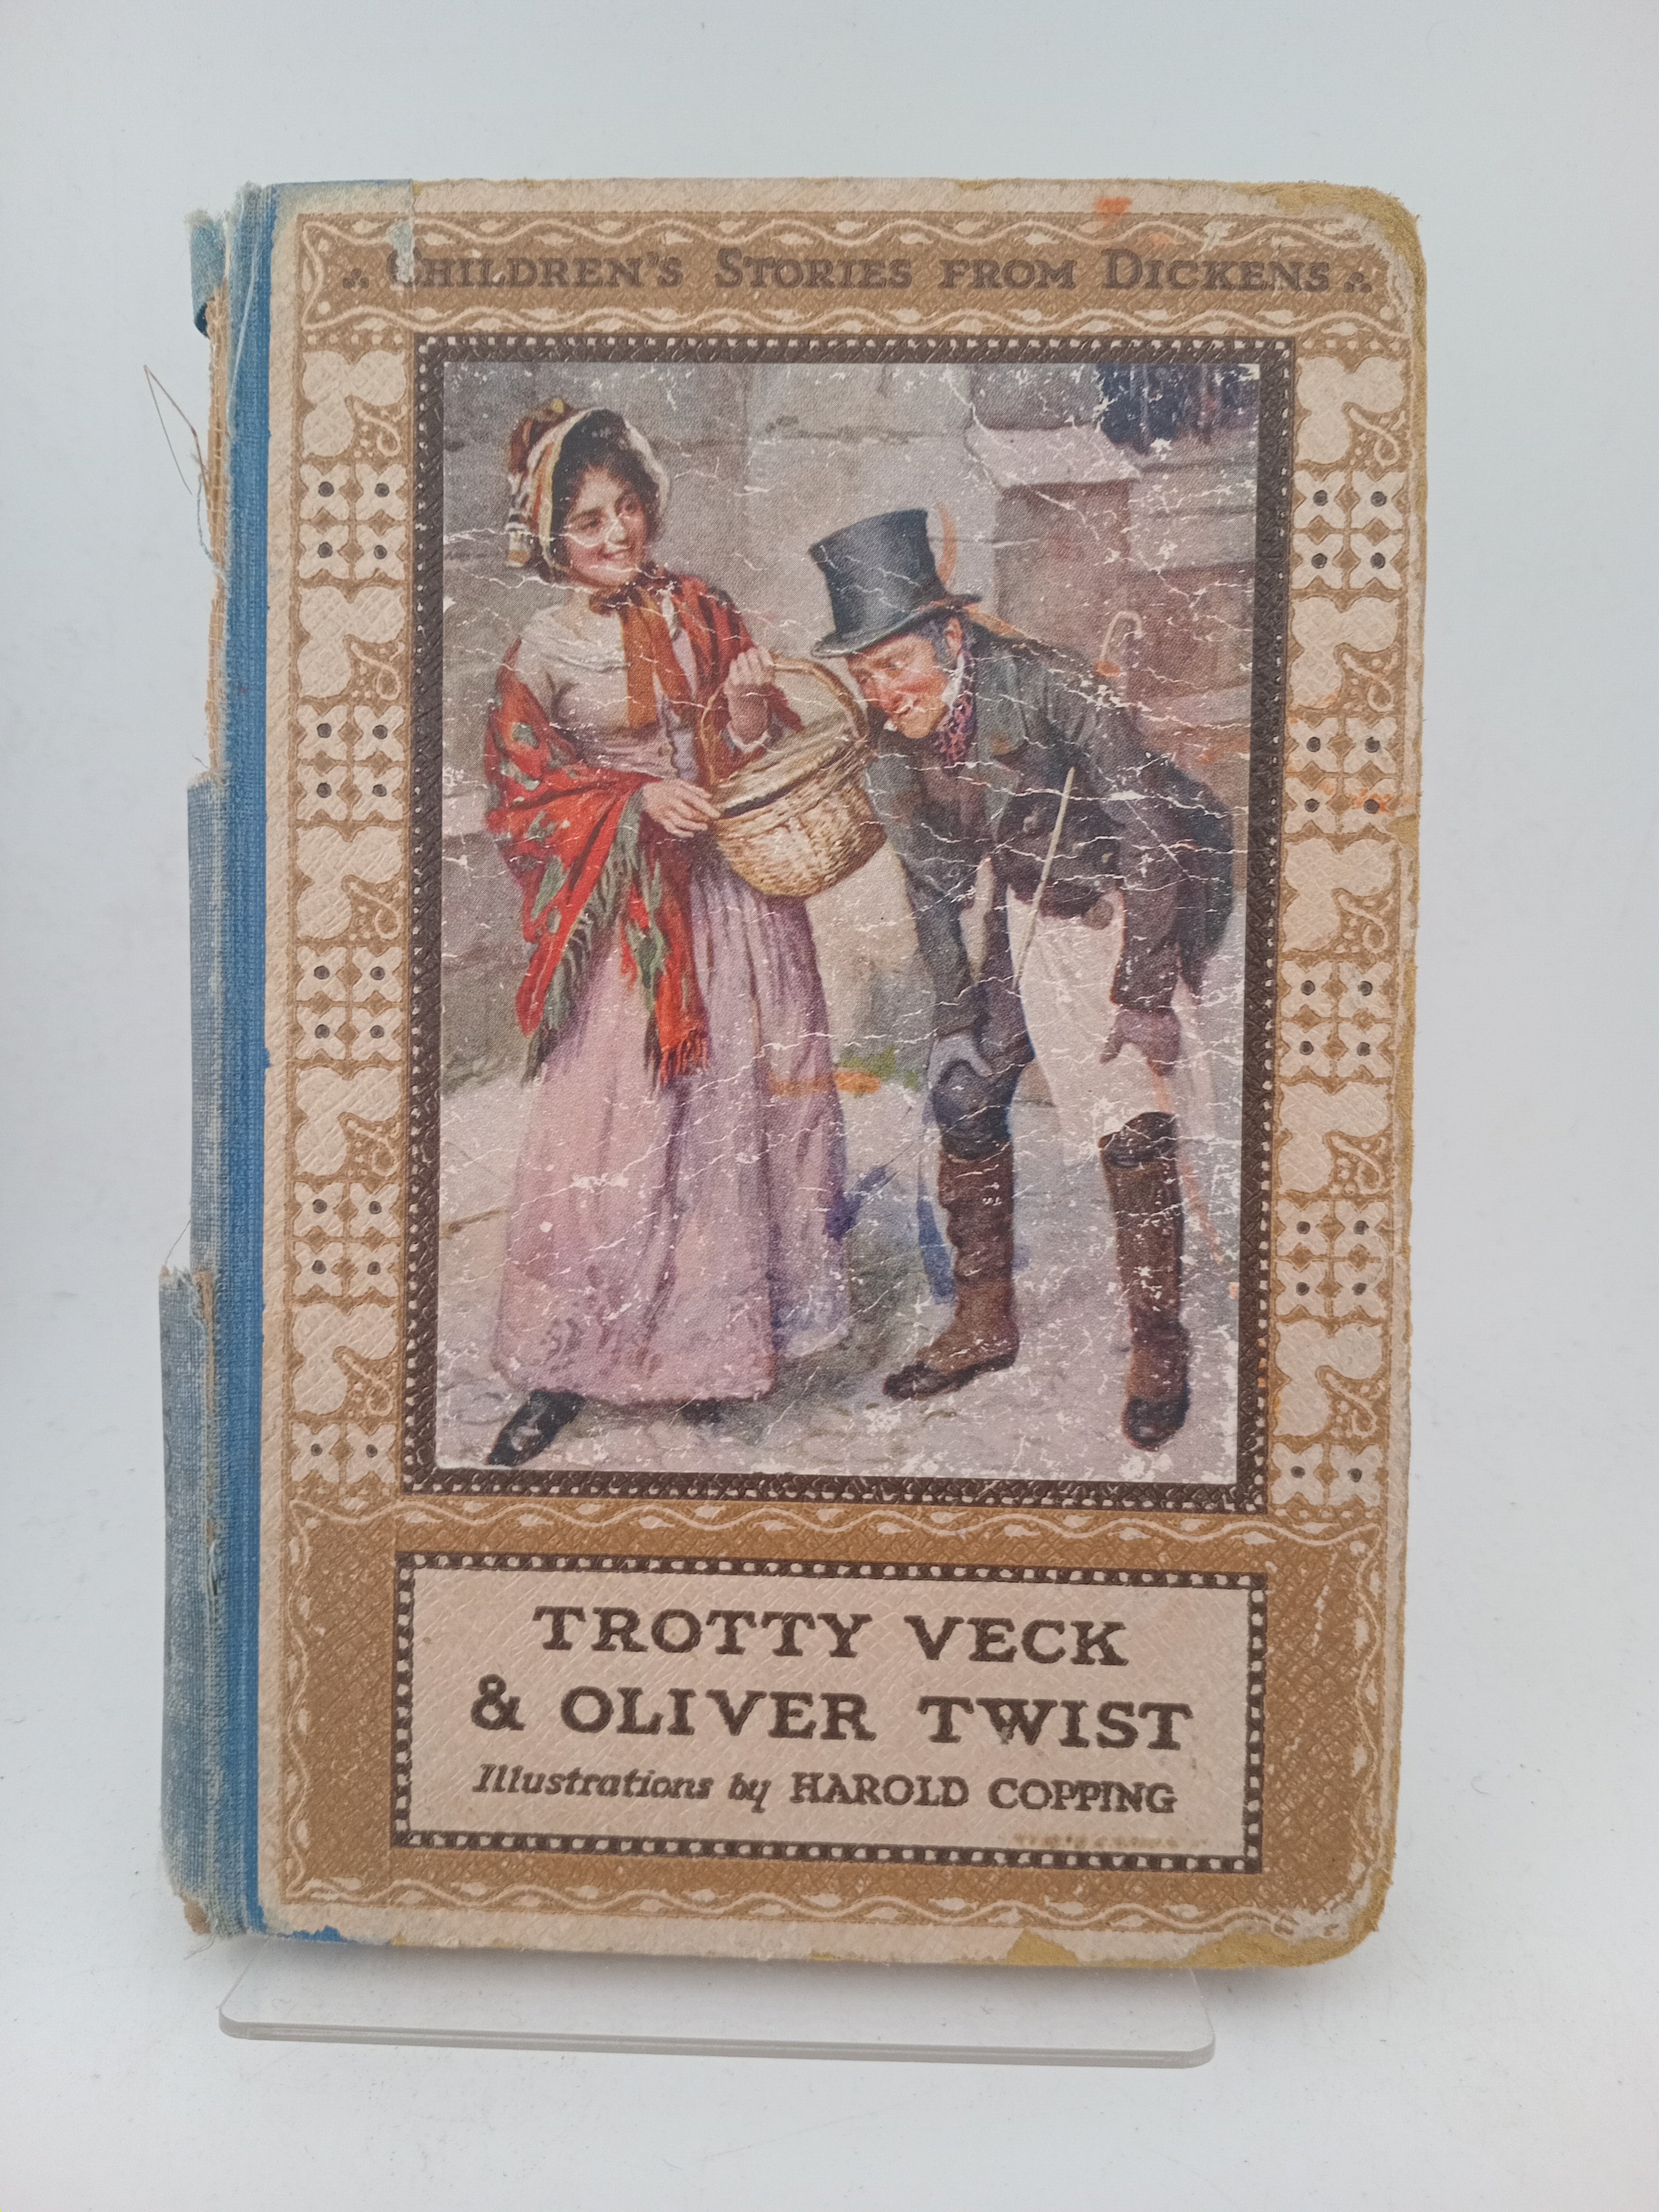 ∴ CHILDREN'S STORIES FROM DICKENS ∴
TROTTY VECK
& OLIVER TWIST
Illustrations by HAROLD COPPING